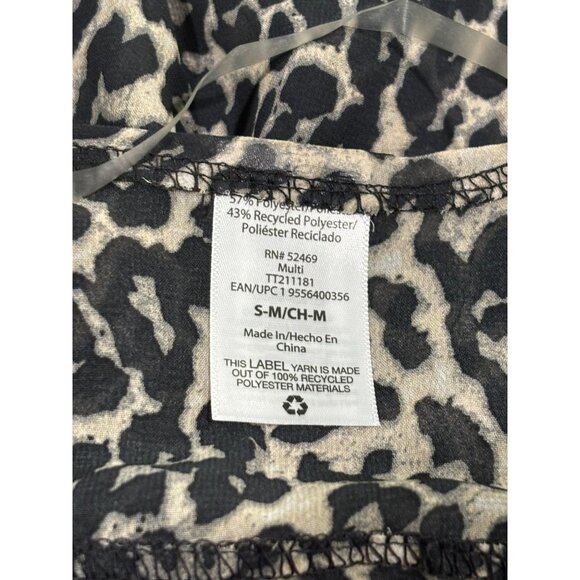 57% Polyester/
43% Recycled Polyester/
Poliéster Reciclado
RN# 52469
Multi
TT211181
EAN/UPC 1 9556400356
S-M/CH-M
Made In/Hecho En
China
THIS LABEL YARN IS MADE
OUT OF 100% RECYCLED
POLYESTER MATERIALS